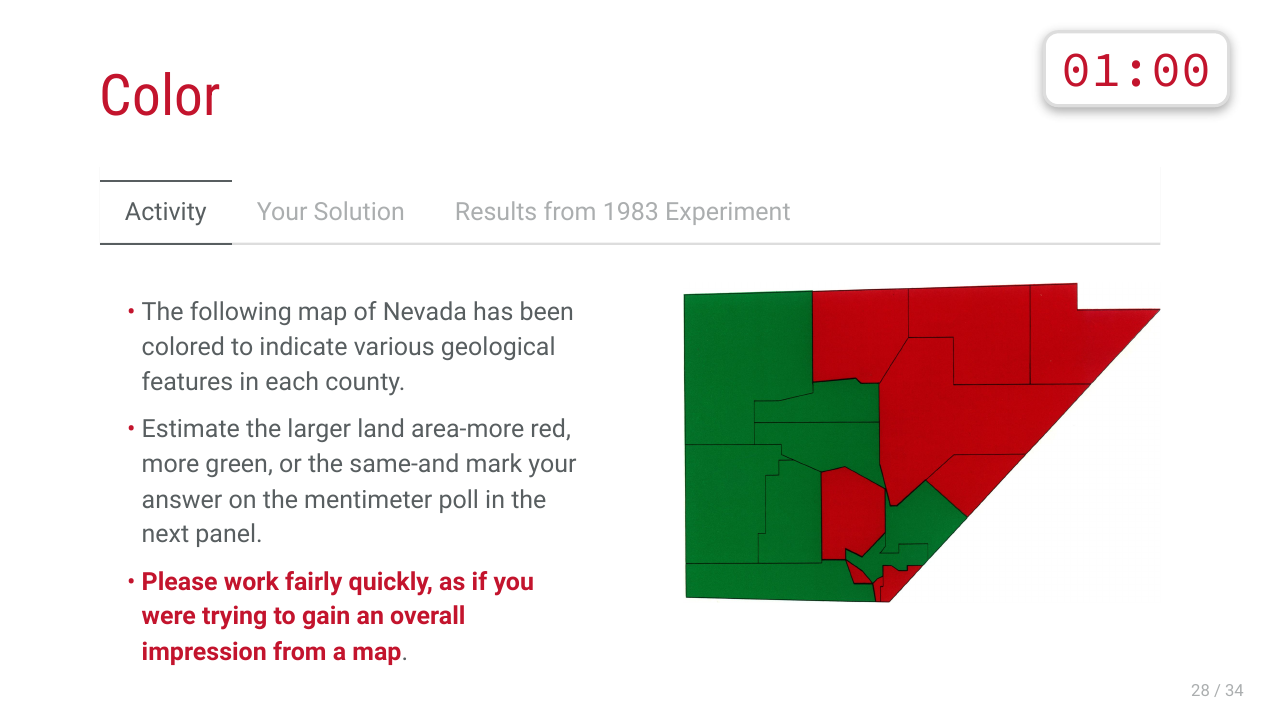 Color
01:00
Activity
Your Solution
Results from 1983 Experiment
• The following map of Nevada has been
colored to indicate various geological
features in each county.
• Estimate the larger land area-more red,
more green, or the same-and mark your
answer on the mentimeter poll in the
next panel.
• Please work fairly quickly, as if you
were trying to gain an overall
impression from a map.
28 / 34